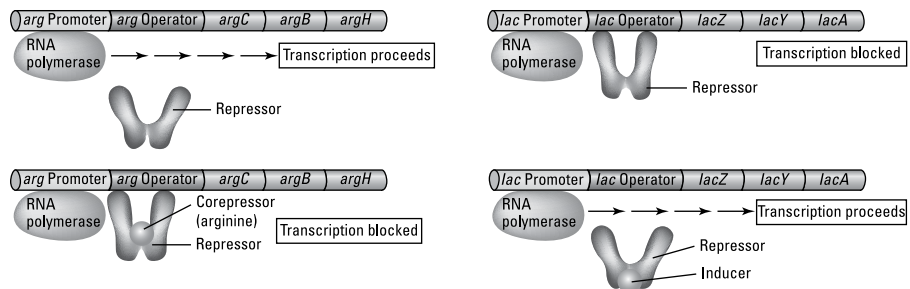 arg Promoter arg Operator argC argB argH
RNA
polymerase
Transcription proceeds
Repressor
lac Promoter lac Operator lacZ lacY lacA
RNA
polymerase
Transcription blocked
Repressor
arg Promoter arg Operator argC argB argH
RNA
polymerase
Corepressor
(arginine)
Repressor
Transcription blocked
lac Promoter lac Operator lacZ lacY lacA
RNA
polymerase
Transcription proceeds
Repressor
Inducer